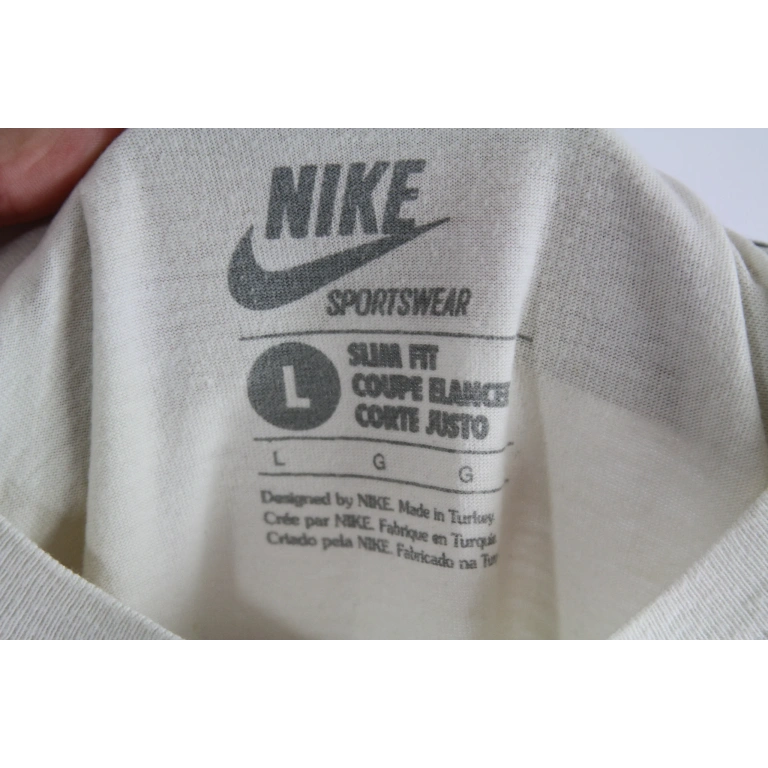 NIKE
SPORTSWEAR
L
SLIM FIT
COUPE ELANCEE
CORTE JUSTO
L G G
Designed by NIKE. Made in Turkey
Crée par NIKE. Fabrique en Turquie
Criado pela NIKE. Fabricado na